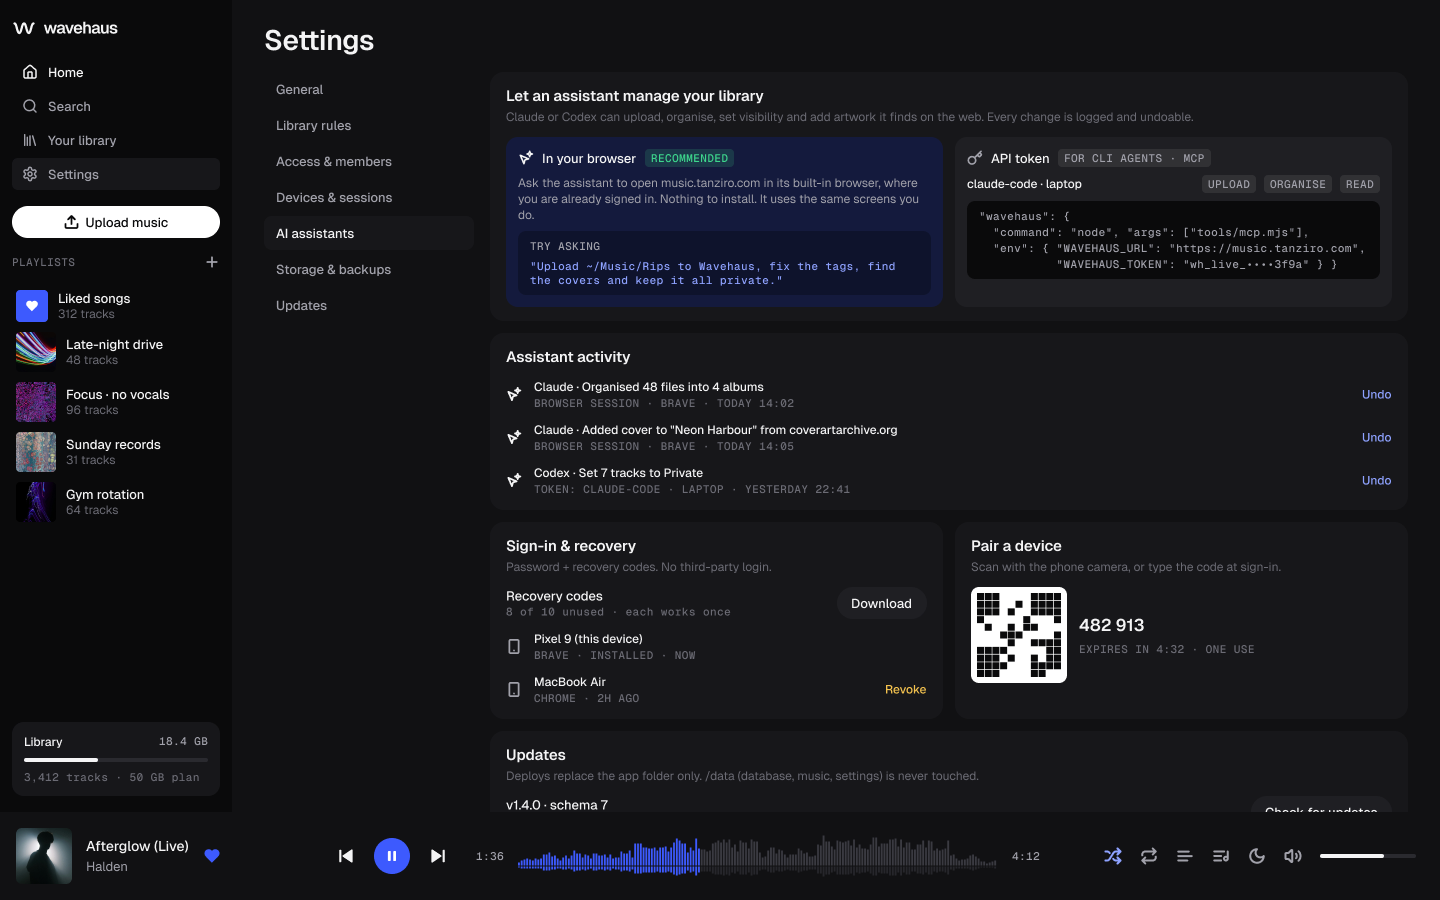 wavehaus
Home
Search
Your library
Settings
Upload music
PLAYLISTS
Liked songs
312 tracks
Late-night drive
48 tracks
Focus · no vocals
96 tracks
Sunday records
31 tracks
Gym rotation
64 tracks
Library 18.4 GB
3,412 tracks · 50 GB plan
Settings
General
Library rules
Access & members
Devices & sessions
AI assistants
Storage & backups
Updates
Let an assistant manage your library
Claude or Codex can upload, organise, set visibility and add artwork it finds on the web. Every change is logged and undoable.
In your browser RECOMMENDED
Ask the assistant to open music.tanziro.com in its built-in browser, where
you are already signed in. Nothing to install. It uses the same screens you
do.
TRY ASKING
"Upload ~/Music/Rips to Wavehaus, fix the tags, find
the covers and keep it all private."
API token FOR CLI AGENTS · MCP
claude-code · laptop UPLOAD ORGANISE READ
"wavehaus": {
"command": "node", "args": ["tools/mcp.mjs"],
"env": { "WAVEHAUS_URL": "https://music.tanziro.com",
"WAVEHAUS_TOKEN": "wh_live_••••3f9a" } }
Assistant activity
Claude · Organised 48 files into 4 albums
BROWSER SESSION · BRAVE · TODAY 14:02
Undo
Claude · Added cover to "Neon Harbour" from coverartarchive.org
BROWSER SESSION · BRAVE · TODAY 14:05
Undo
Codex · Set 7 tracks to Private
TOKEN: CLAUDE-CODE · LAPTOP · YESTERDAY 22:41
Undo
Sign-in & recovery
Password + recovery codes. No third-party login.
Recovery codes
8 of 10 unused · each works once
Download
Pixel 9 (this device)
BRAVE · INSTALLED · NOW
MacBook Air
CHROME · 2H AGO
Revoke
Pair a device
Scan with the phone camera, or type the code at sign-in.
482 913
EXPIRES IN 4:32 · ONE USE
Updates
Deploys replace the app folder only. /data (database, music, settings) is never touched.
v1.4.0 · schema 7
Check for updates
Afterglow (Live)
Halden
1:36
4:12